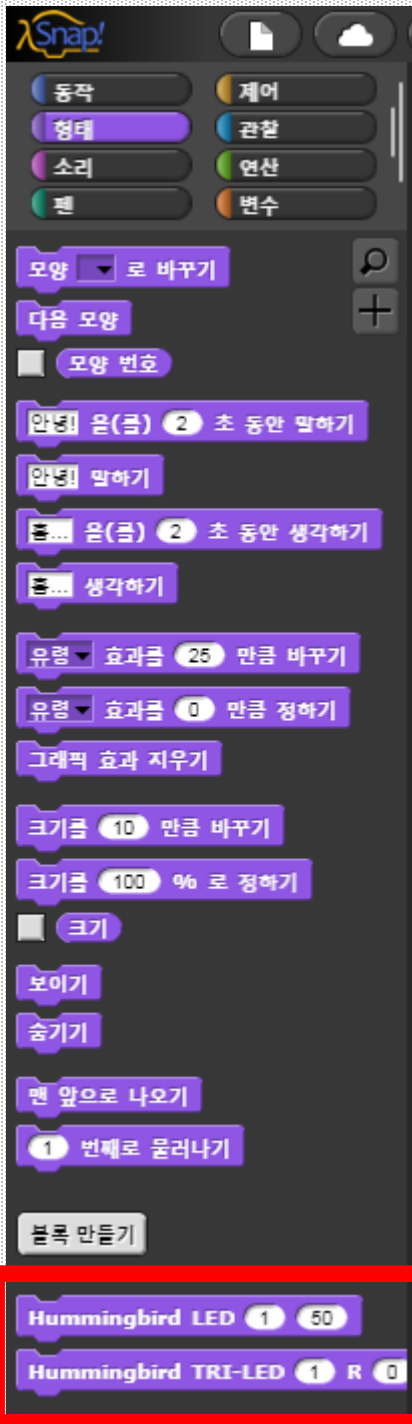 λSnap!
동작 제어
형태 관찰
소리 연산
펜 변수
모양 로 바꾸기
다음 모양
모양 번호
안녕! 을(를) 2 초 동안 말하기
안녕! 말하기
흠... 을(를) 2 초 동안 생각하기
흠... 생각하기
유령 효과를 25 만큼 바꾸기
유령 효과를 0 만큼 정하기
그래픽 효과 지우기
크기를 10 만큼 바꾸기
크기를 100 % 로 정하기
크기
보이기
숨기기
맨 앞으로 나오기
1 번째로 물러나기
블록 만들기
Hummingbird LED 1 50
Hummingbird TRI-LED 1 R 0